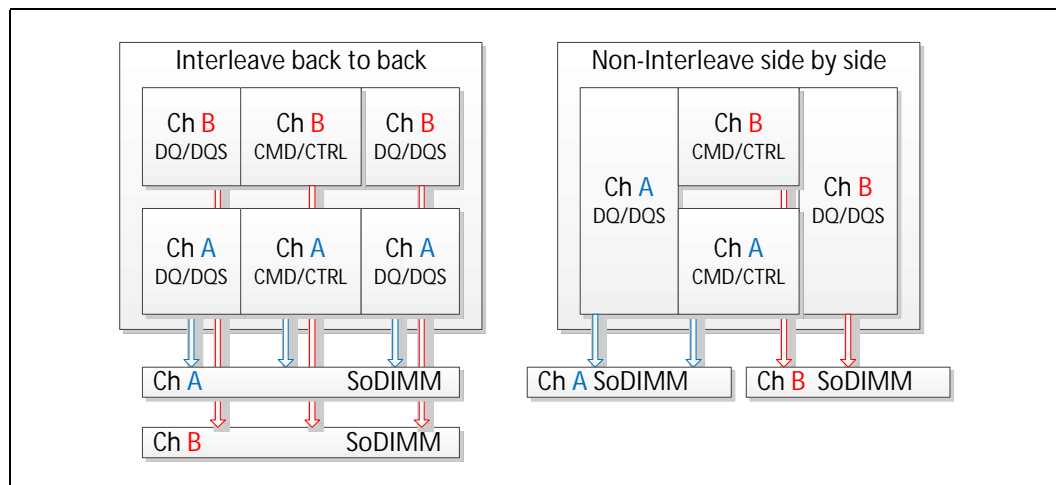 Interleave back to back
Ch B
DQ/DQS
Ch B
CMD/CTRL
Ch B
DQ/DQS
Ch A
DQ/DQS
Ch A
CMD/CTRL
Ch A
DQ/DQS
Ch A SoDIMM
Ch B SoDIMM
Non-Interleave side by side
Ch A
DQ/DQS
Ch B
CMD/CTRL
Ch A
CMD/CTRL
Ch B
DQ/DQS
Ch A SoDIMM
Ch B SoDIMM